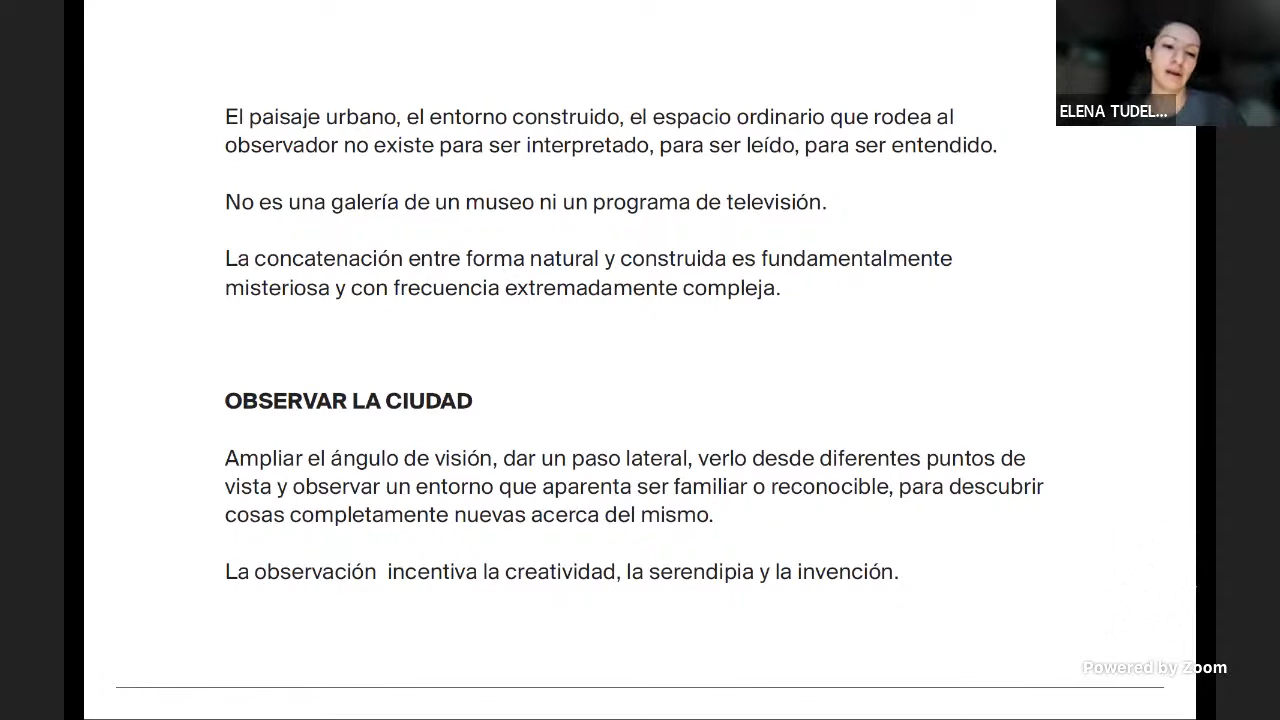 El paisaje urbano, el entorno construido, el espacio ordinario que rodea al
observador no existe para ser interpretado, para ser leído, para ser entendido.
No es una galería de un museo ni un programa de televisión.
La concatenación entre forma natural y construida es fundamentalmente
misteriosa y con frecuencia extremadamente compleja.
OBSERVAR LA CIUDAD
Ampliar el ángulo de visión, dar un paso lateral, verlo desde diferentes puntos de
vista y observar un entorno que aparenta ser familiar o reconocible, para descubrir
cosas completamente nuevas acerca del mismo.
La observación  incentiva la creatividad, la serendipia y la invención.
ELENA TUDEL...
Powered by Zoom